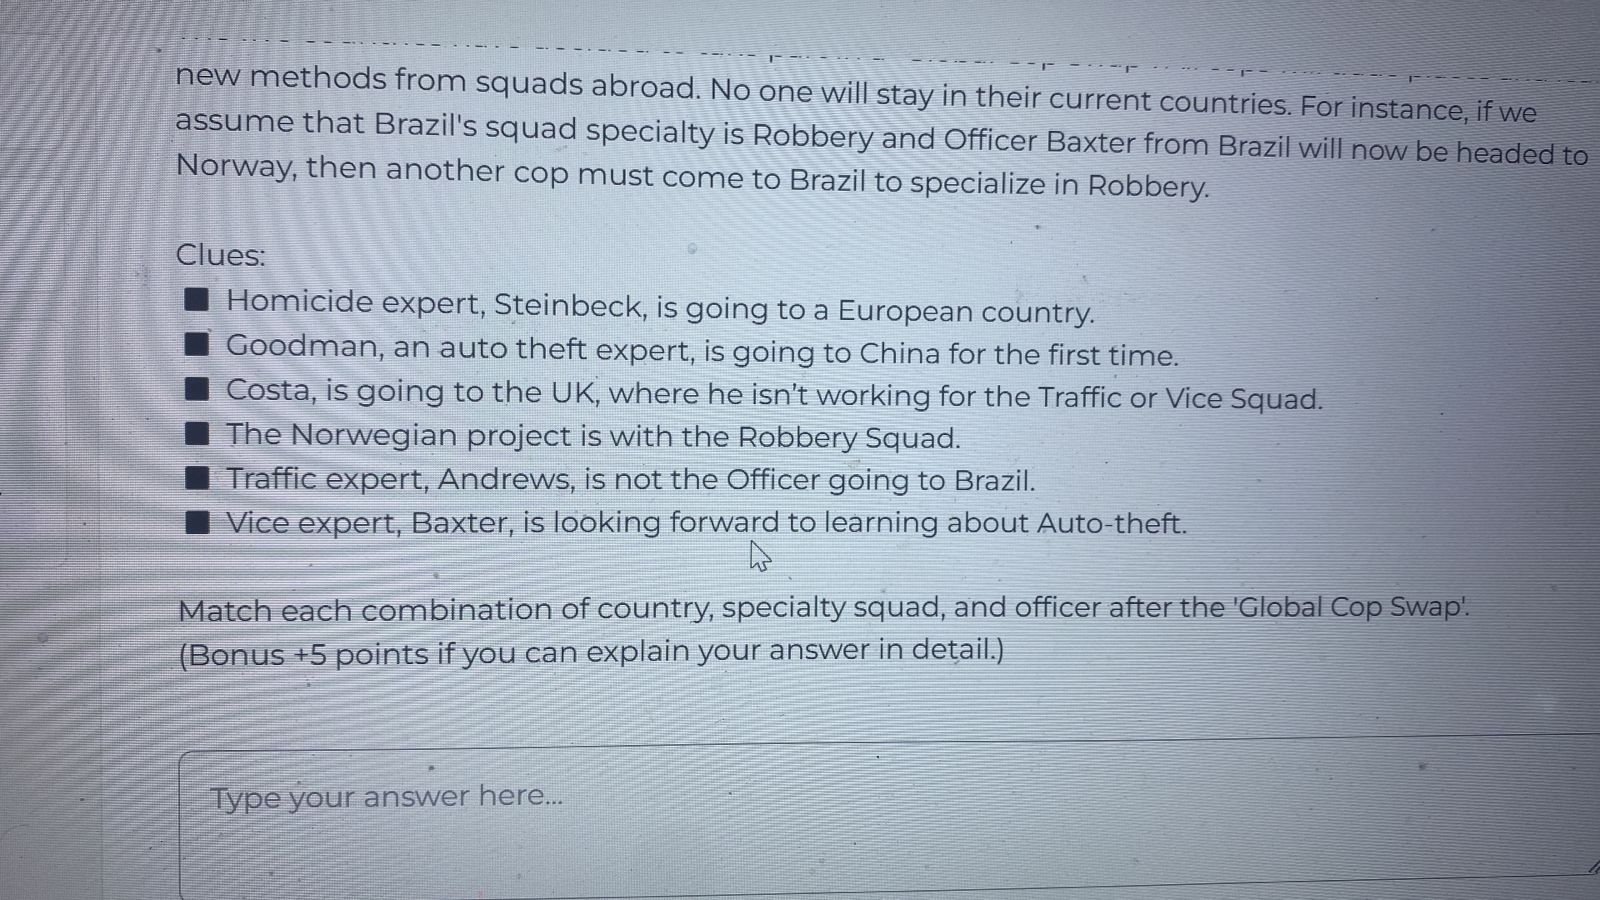 new methods from squads abroad. No one will stay in their current countries. For instance, if we
assume that Brazil's squad specialty is Robbery and Officer Baxter from Brazil will now be headed to
Norway, then another cop must come to Brazil to specialize in Robbery.
Clues:
Homicide expert, Steinbeck, is going to a European country.
Goodman, an auto theft expert, is going to China for the first time.
Costa, is going to the UK, where he isn't working for the Traffic or Vice Squad.
The Norwegian project is with the Robbery Squad.
Traffic expert, Andrews, is not the Officer going to Brazil.
Vice expert, Baxter, is looking forward to learning about Auto-theft.
Match each combination of country, specialty squad, and officer after the 'Global Cop Swap'.
(Bonus +5 points if you can explain your answer in detail.)
Type your answer here...